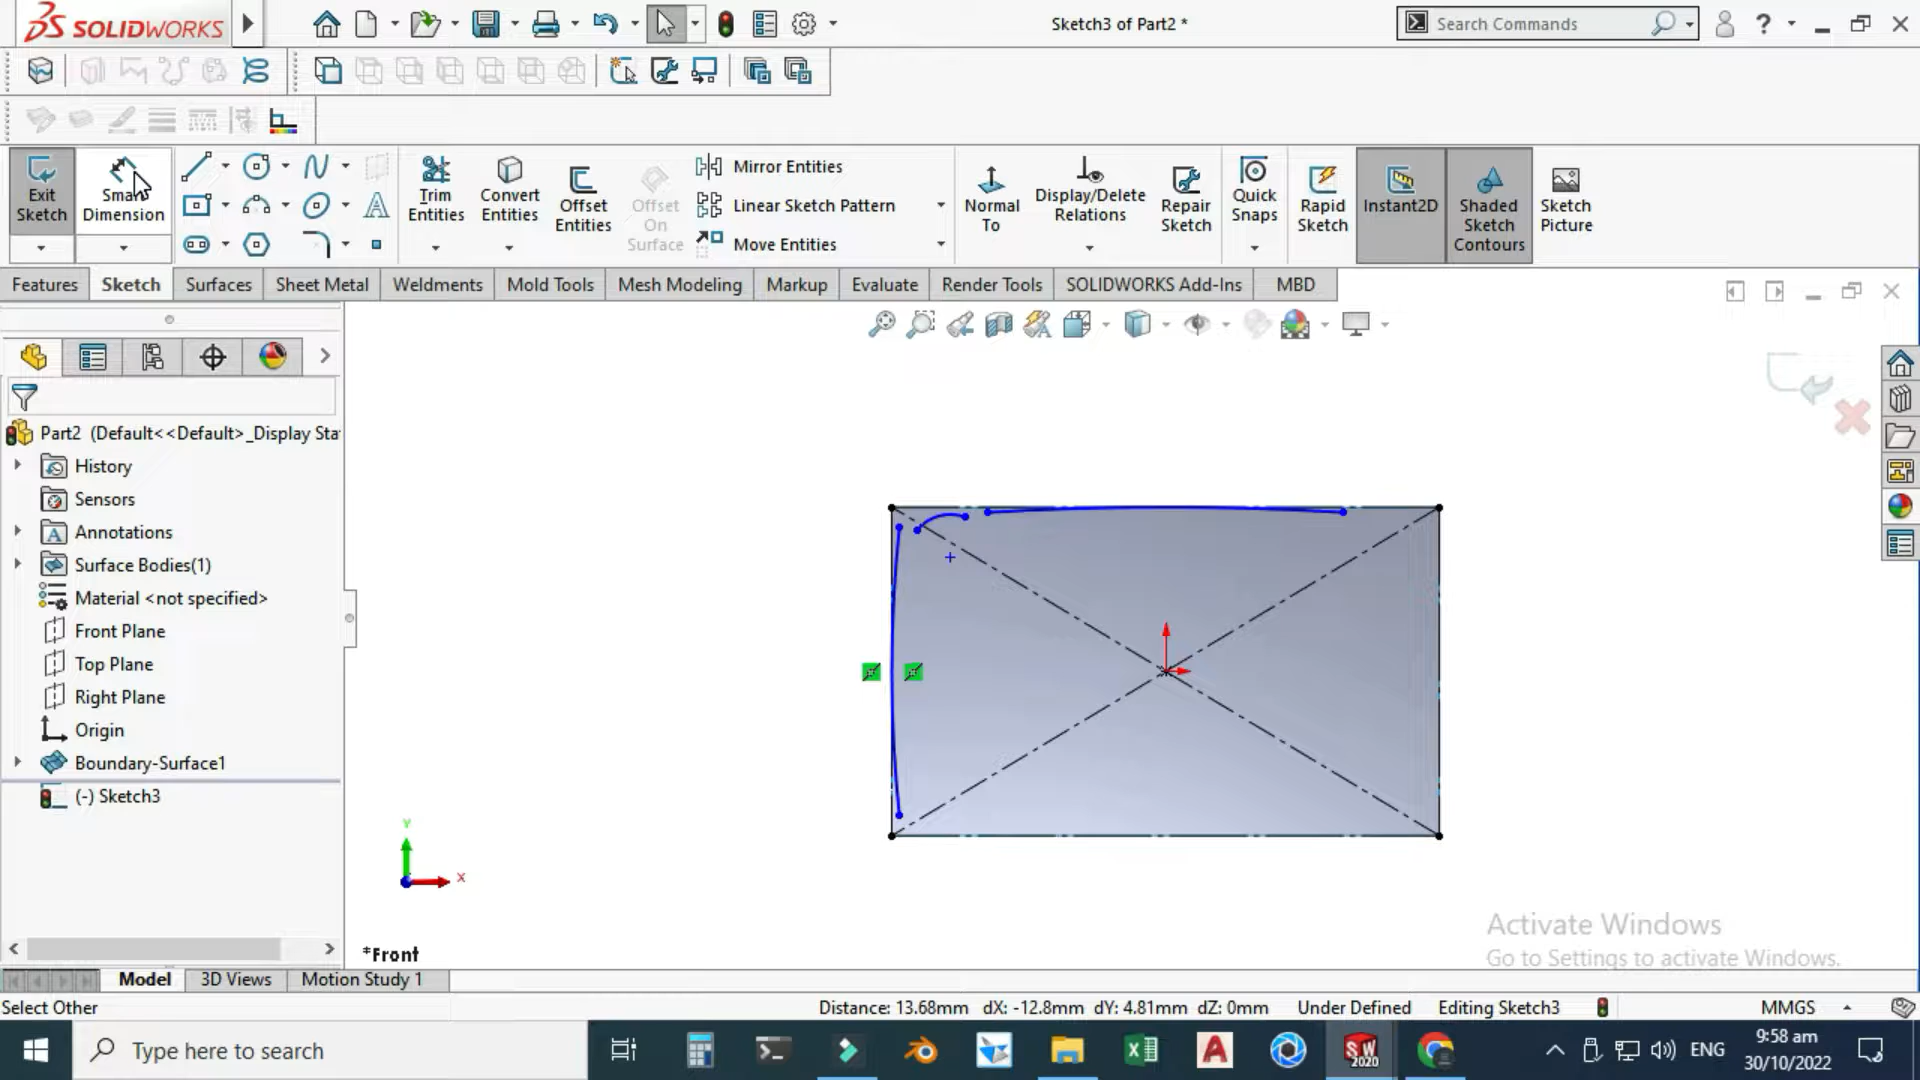 SOLIDWORKS
Sketch3 of Part2 *
Search Commands
Exit Sketch
Smart Dimension
Trim Entities
Convert Entities
Offset Entities
Offset On Surface
Mirror Entities
Linear Sketch Pattern
Move Entities
Normal To
Display/Delete Relations
Repair Sketch
Quick Snaps
Rapid Sketch
Instant2D
Shaded Sketch Contours
Sketch Picture
Features
Sketch
Surfaces
Sheet Metal
Weldments
Mold Tools
Mesh Modeling
Markup
Evaluate
Render Tools
SOLIDWORKS Add-Ins
MBD
Part2 (Default<<Default>_Display Sta
History
Sensors
Annotations
Surface Bodies(1)
Material <not specified>
Front Plane
Top Plane
Right Plane
Origin
Boundary-Surface1
(-) Sketch3
Y
X
*Front
Activate Windows
Go to Settings to activate Windows.
Model
3D Views
Motion Study 1
Select Other
Distance: 13.68mm dX: -12.8mm dY: 4.81mm dZ: 0mm
Under Defined
Editing Sketch3
MMGS
Type here to search
SW
2020
ENG
9:58 am
30/10/2022